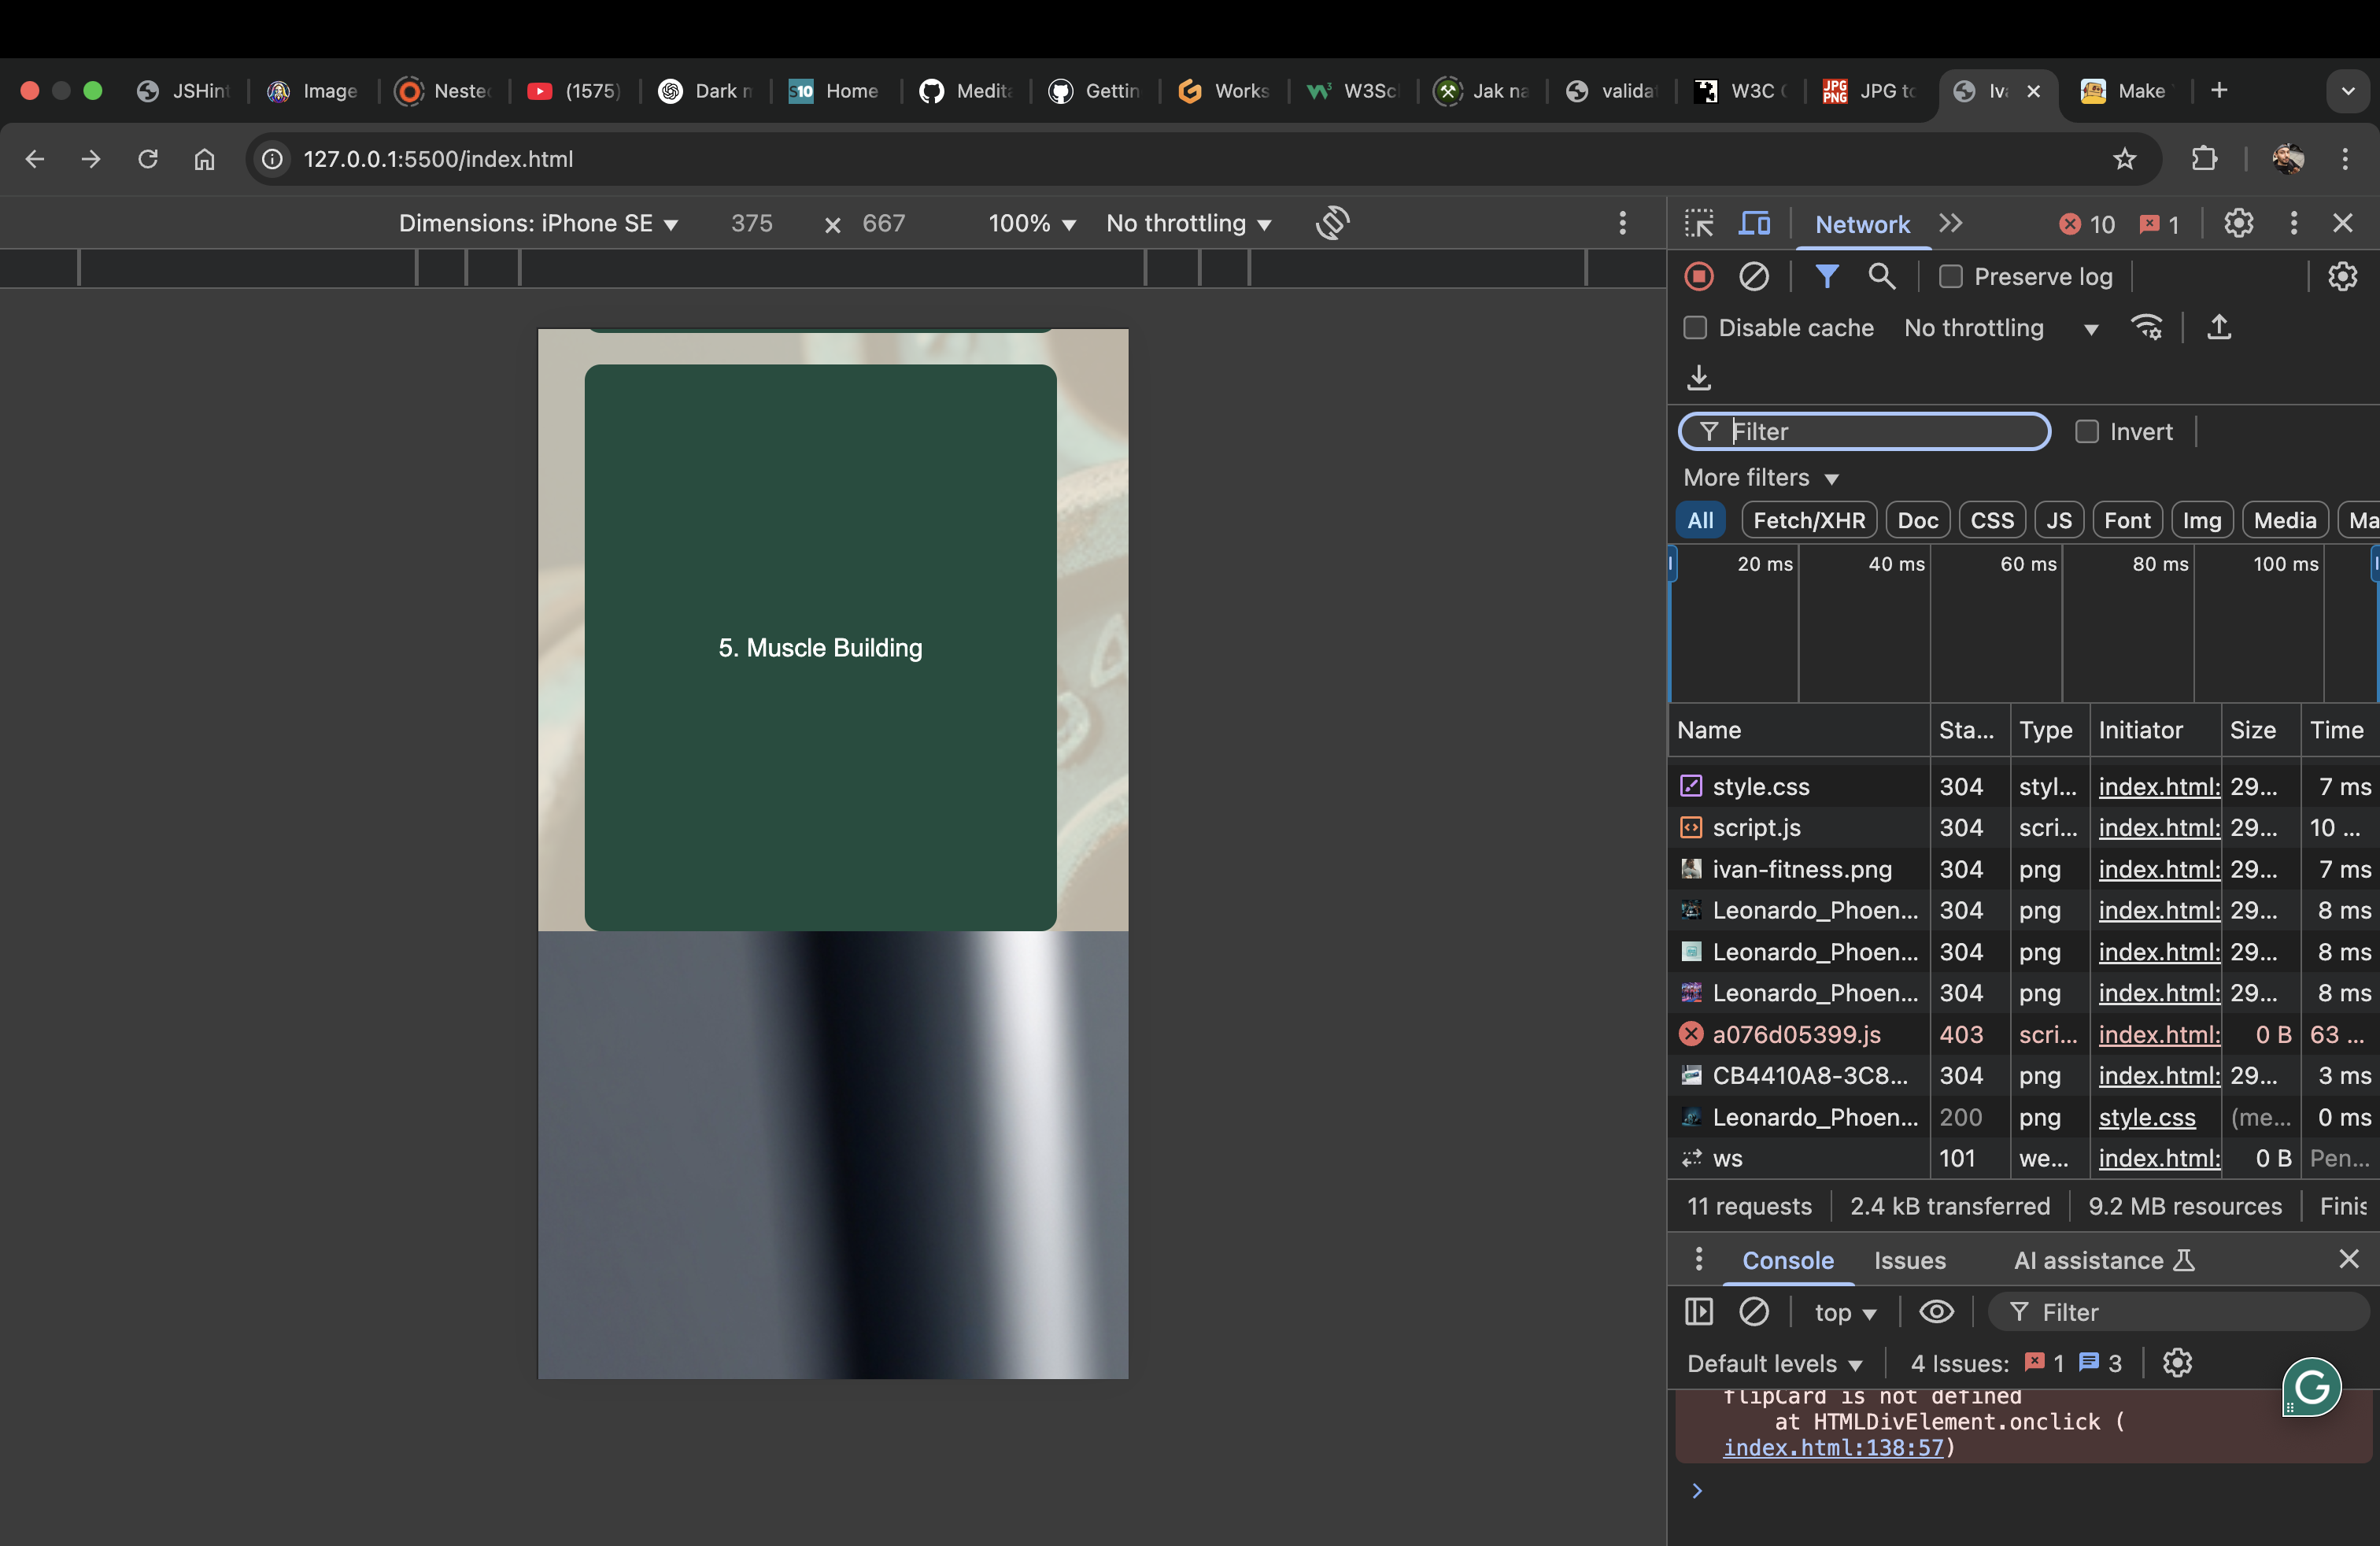 JSHint
Image
Neste
(1575)
Dark m
S10 Home
Medita
Gettin
Works
W3Sc
Jak na
valida
W3C
JPG PNG JPG to
Iv
Make
127.0.0.1:5500/index.html
Dimensions: iPhone SE 375 x 667 100% No throttling
Network 10 1
Preserve log
Disable cache No throttling
Filter Invert
More filters
All Fetch/XHR Doc CSS JS Font Img Media Ma
20 ms 40 ms 60 ms 80 ms 100 ms
5. Muscle Building
Name Sta... Type Initiator Size Time
style.css 304 styl... index.html: 29... 7 ms
script.js 304 scri... index.html: 29... 10 ...
ivan-fitness.png 304 png index.html: 29... 7 ms
Leonardo_Phoen... 304 png index.html: 29... 8 ms
Leonardo_Phoen... 304 png index.html: 29... 8 ms
Leonardo_Phoen... 304 png index.html: 29... 8 ms
a076d05399.js 403 scri... index.html: 0 B 63 ...
CB4410A8-3C8... 304 png index.html: 29... 3 ms
Leonardo_Phoen... 200 png style.css (me... 0 ms
ws 101 we... index.html: 0 B Pen...
11 requests 2.4 kB transferred 9.2 MB resources Finis
Console Issues AI assistance
top Filter
Default levels 4 Issues: 1 3
flipCard is not defined
at HTMLDivElement.onclick (
index.html:138:57)